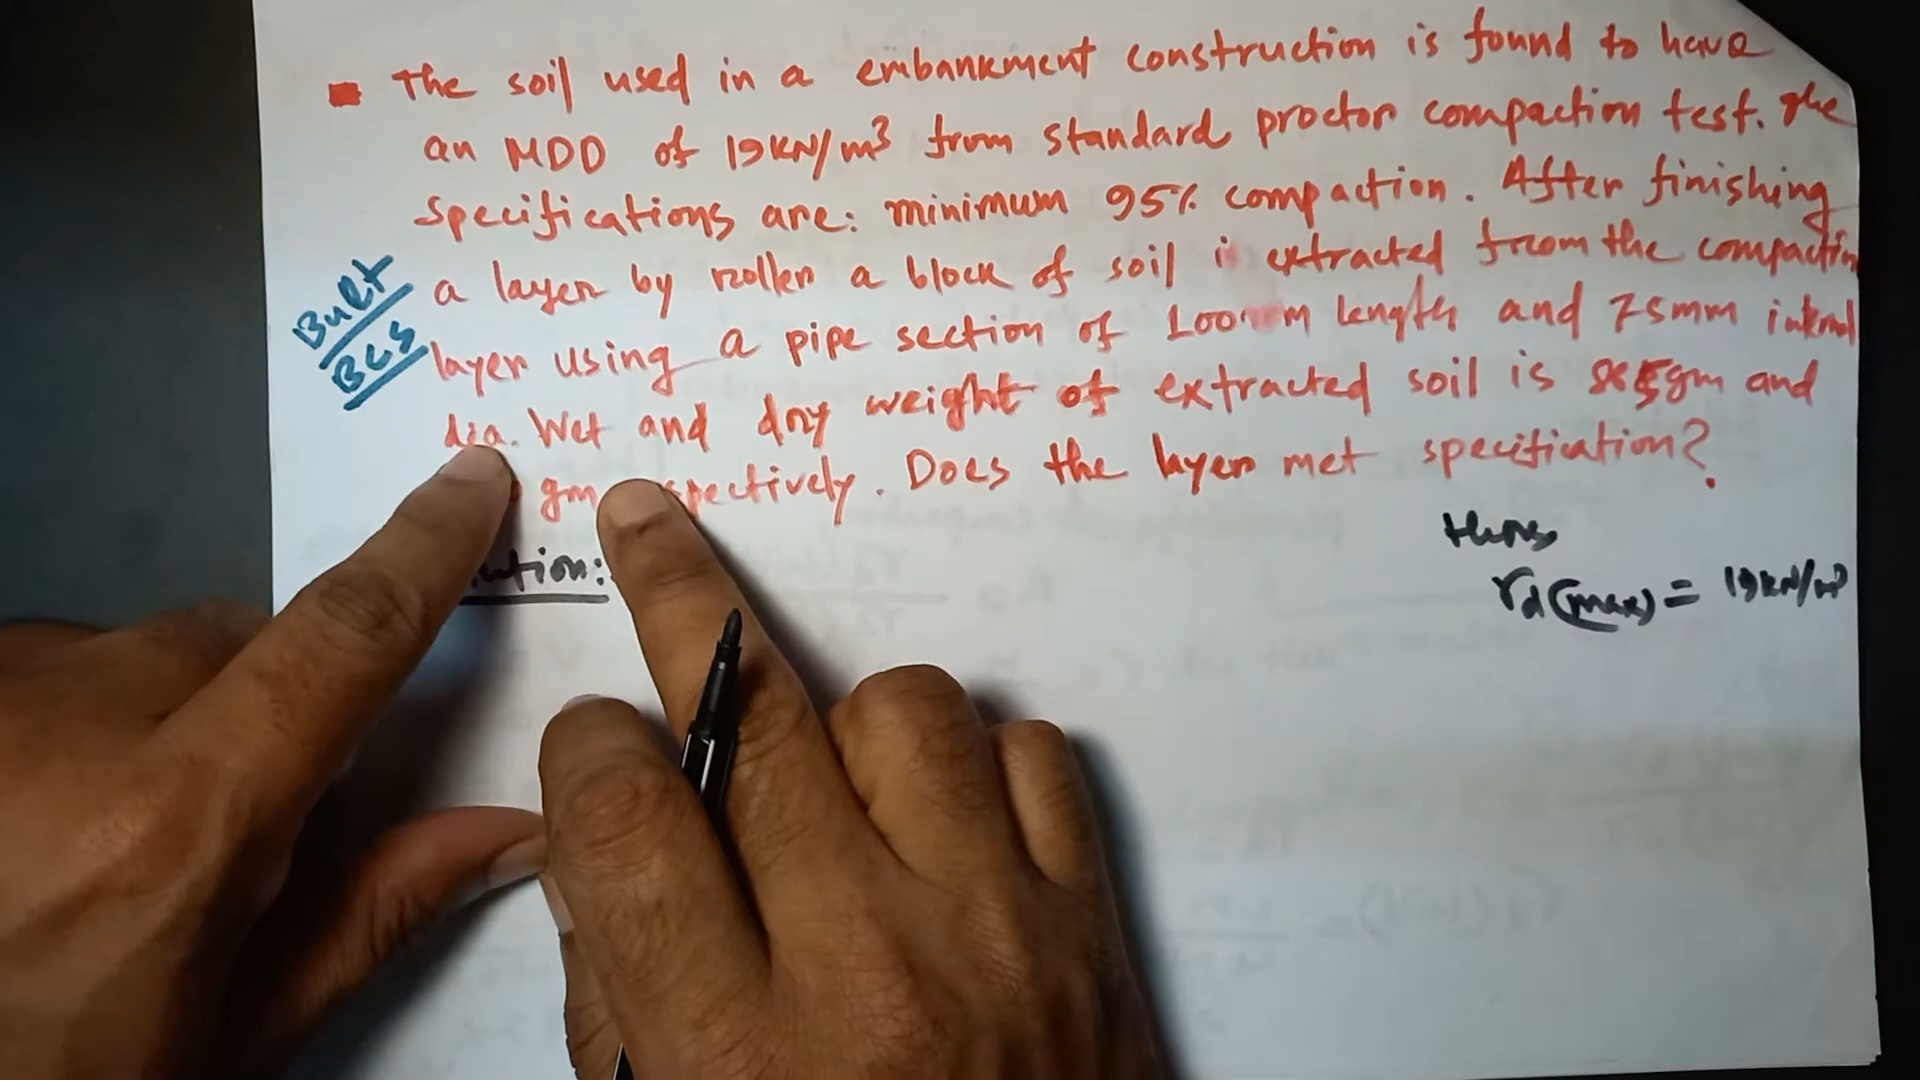 The soil used in a embankment construction is found to have
an MDD of 19kN/m³ from standard proctor compaction test. The
specifications are: minimum 95% compaction. After finishing
a layer by roller a block of soil is extracted from the compaction
layer using a pipe section of 100mm length and 75mm internal
dia. Wet and dry weight of extracted soil is gm and
gm respectively. Does the layer met specification?
BUET
BCS
γd(max) = 19kN/m³